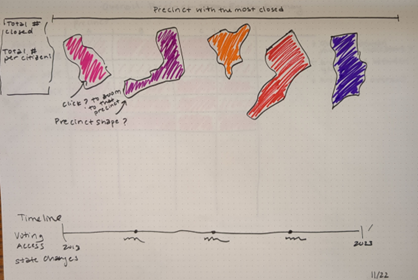 Precinct with the most closed
Total #
closed
Total #
per citizen
click? to zoom
to that
precinct
Precinct shape?
Timeline
Voting
Access
state changes
2013
2023
11/22